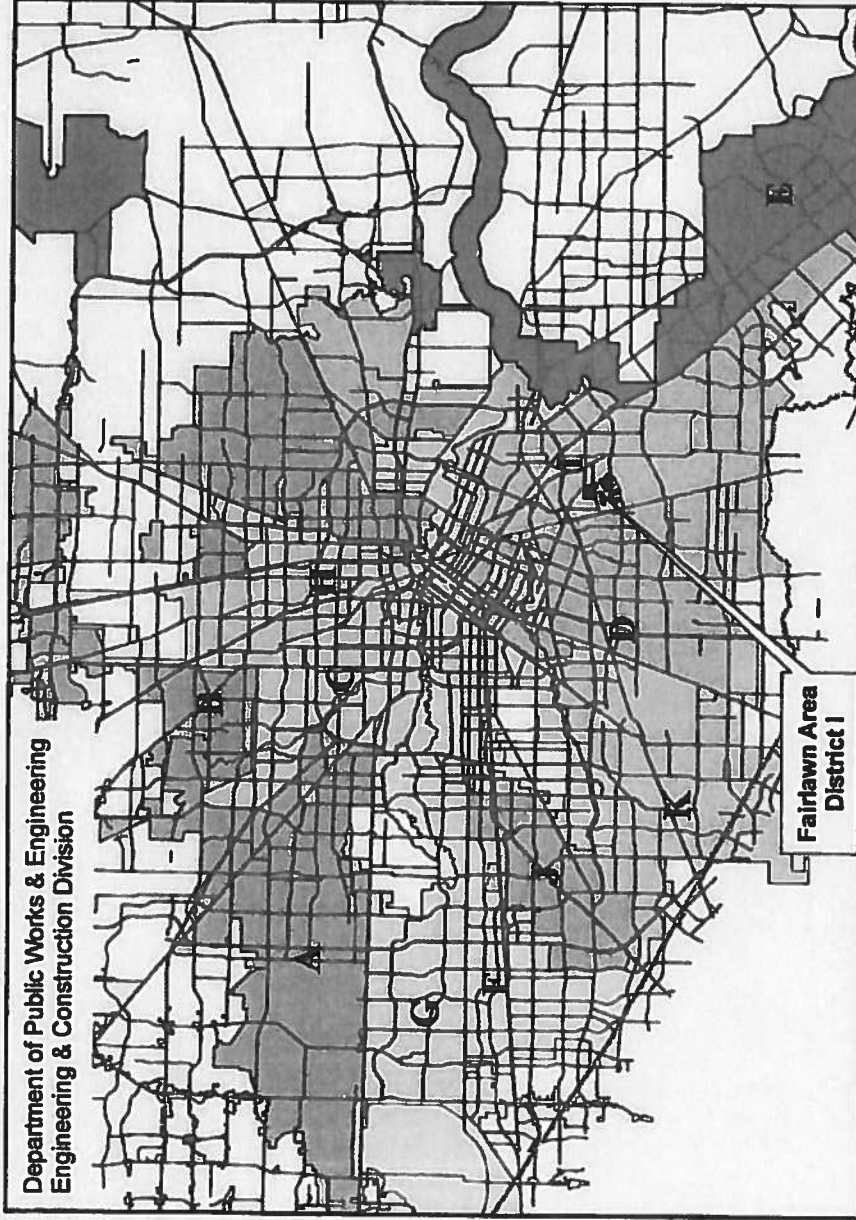 Department of Public Works & Engineering
Engineering & Construction Division
A
B
C
H
G
F
J
K
D
I
E
Fairlawn Area
District I